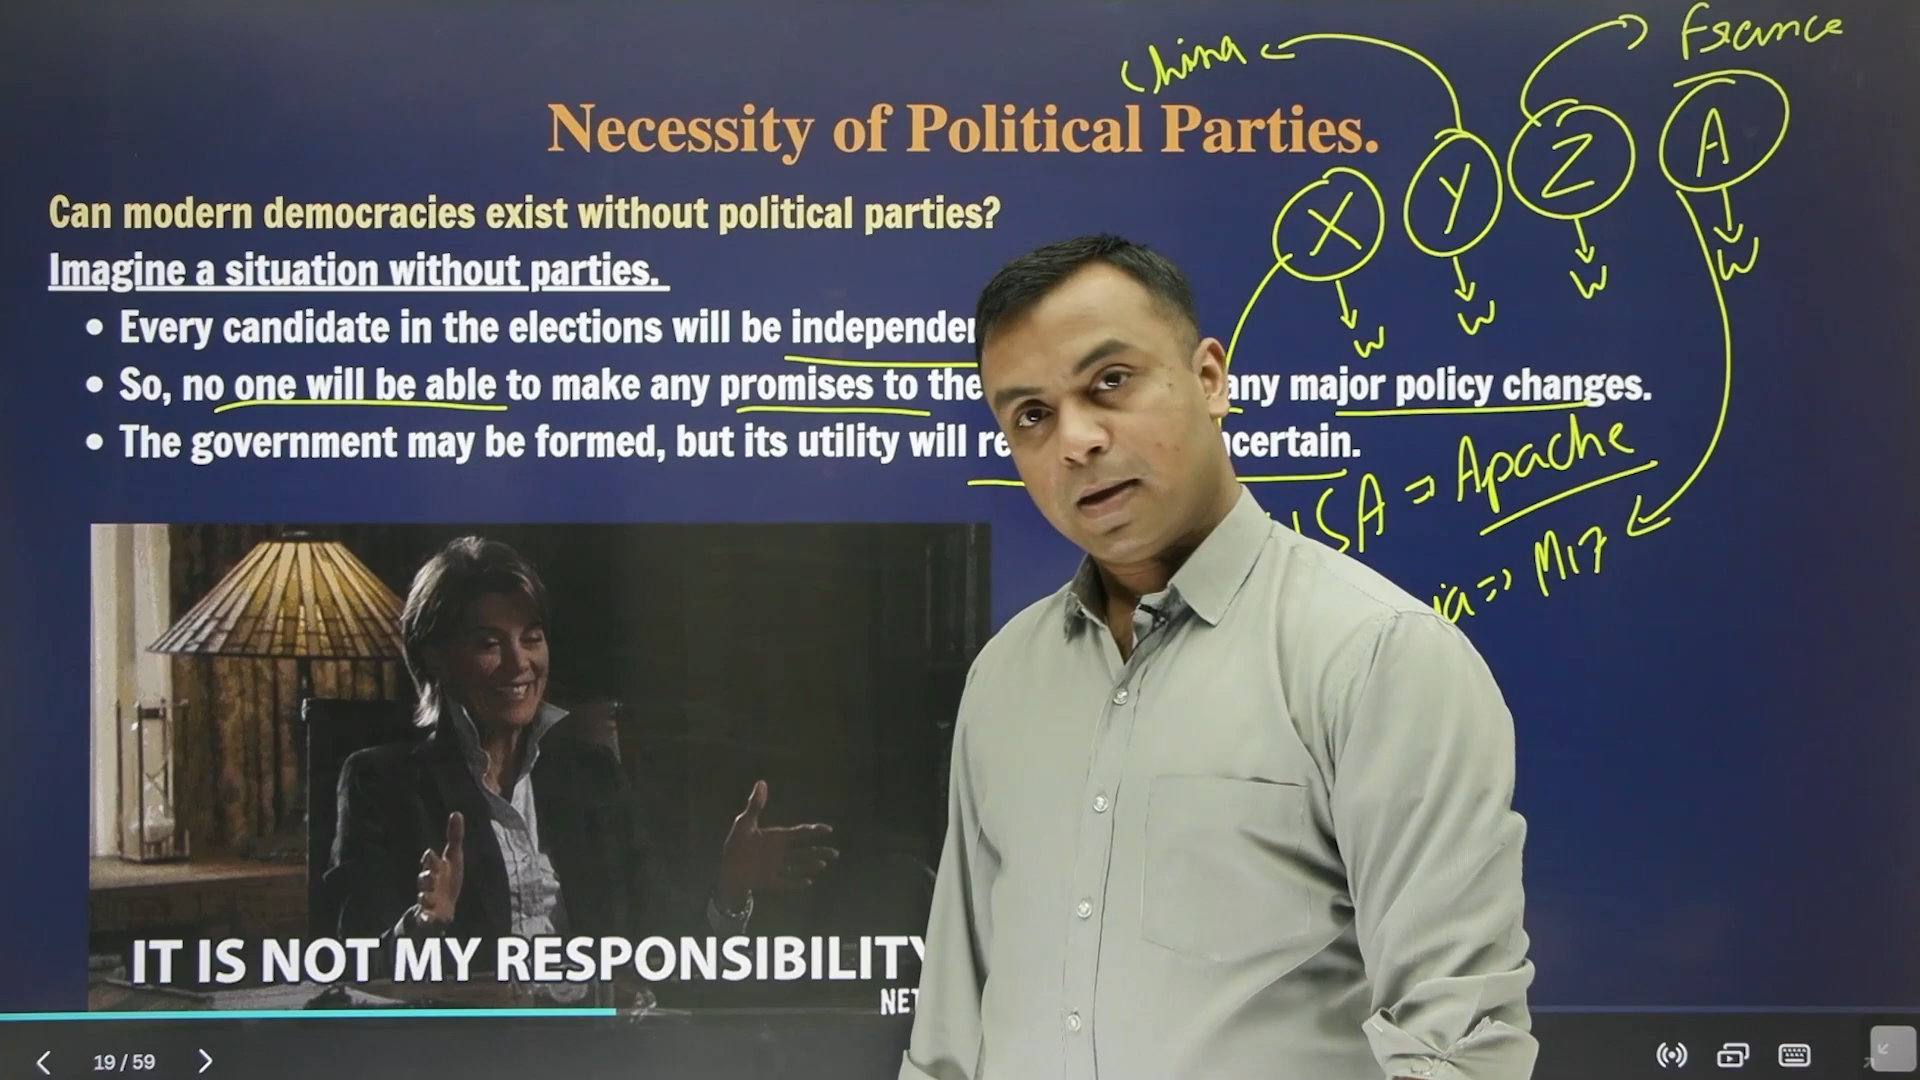 China
France
Necessity of Political Parties.
A
Z
Y
X
Can modern democracies exist without political parties?
Imagine a situation without parties.
W
W
W
W
• Every candidate in the elections will be
• So, no one will be able to make any promises to the any major policy changes.
• The government may be formed, but its utility will
USA => Apache
=> M17
IT IS NOT MY RESPONSIBILITY
19 / 59